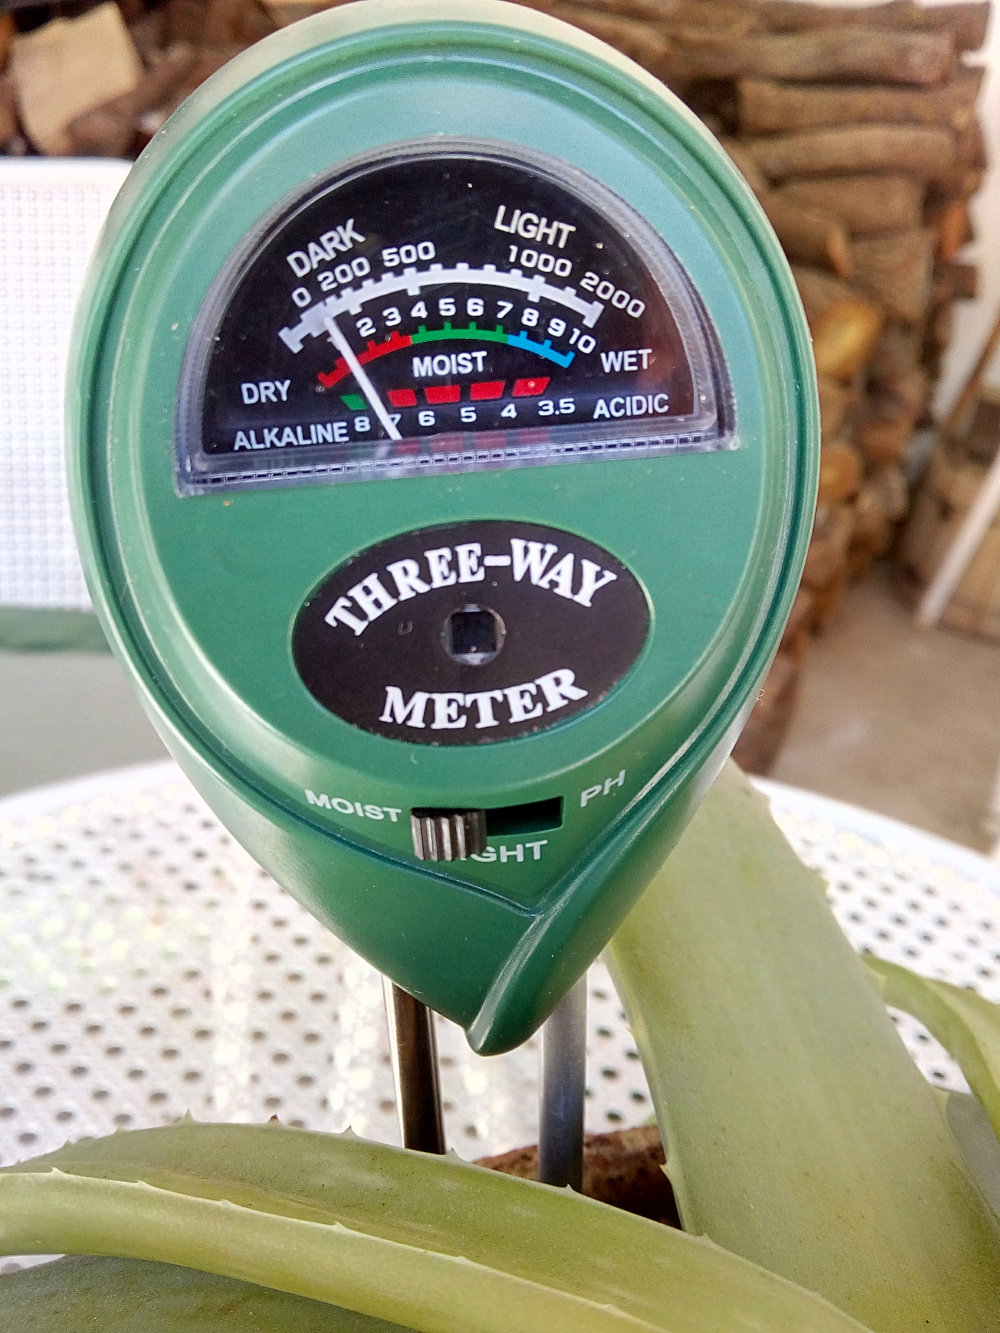 DARK LIGHT
0 200 500 1000 2000
2 3 4 5 6 7 8 9 10
DRY MOIST WET
ALKALINE 8 7 6 5 4 3.5 ACIDIC
THREE-WAY
METER
MOIST PH